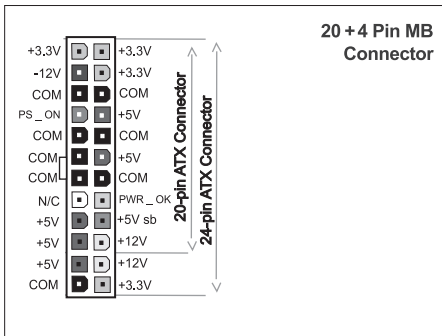 20 + 4 Pin MB
Connector
+3.3V +3.3V
-12V +3.3V
COM COM
PS_ON +5V
COM COM
COM +5V
COM COM
N/C PWR_OK
+5V +5V sb
+5V +12V
+5V +12V
COM +3.3V
20-pin ATX Connector
24-pin ATX Connector